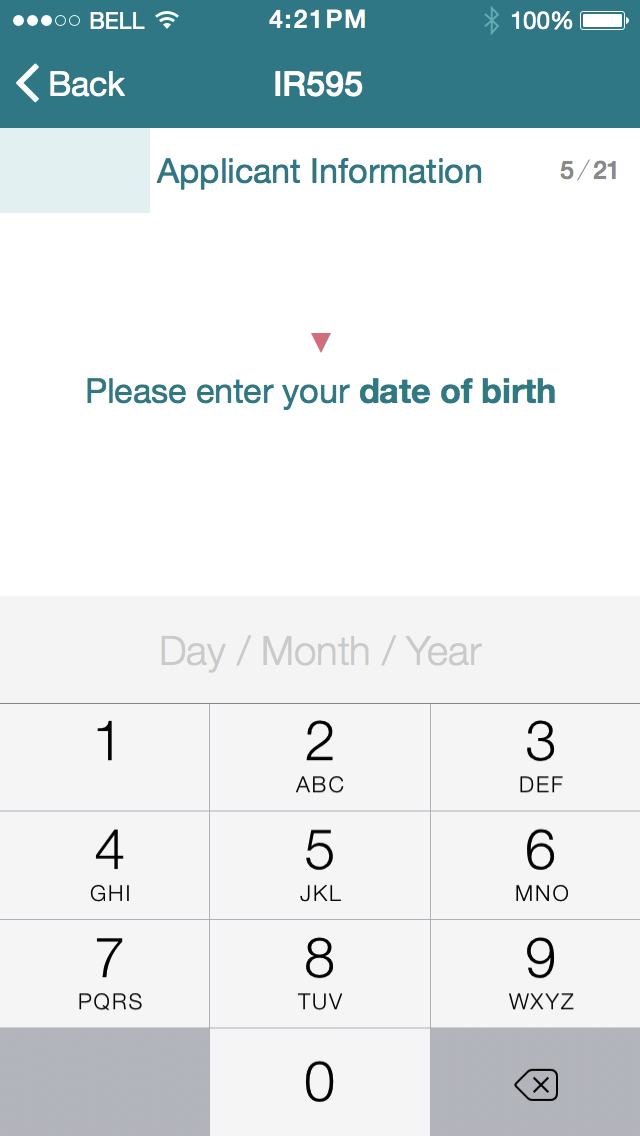 BELL 4:21PM 100%
Back IR595
Applicant Information 5/21
Please enter your date of birth
Day / Month / Year
1 2 3
ABC DEF
4 5 6
GHI JKL MNO
7 8 9
PQRS TUV WXYZ
0